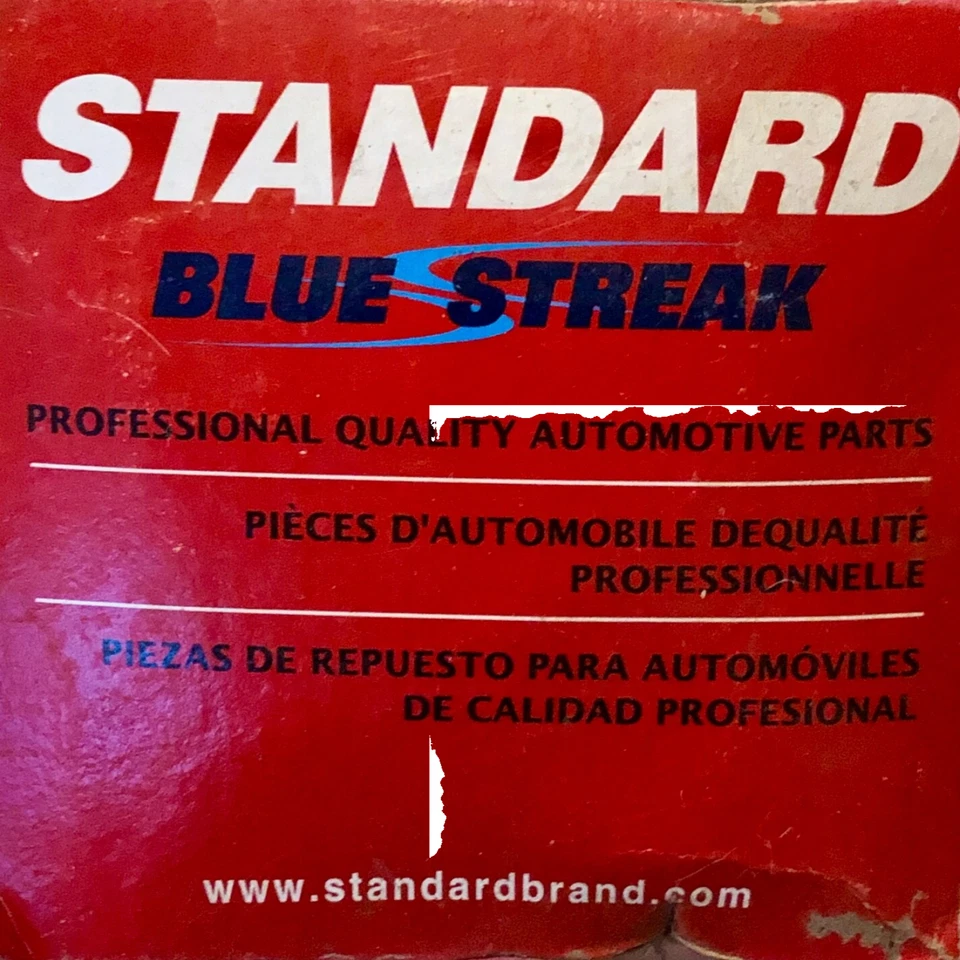 STANDARD
BLUE STREAK
PROFESSIONAL QUALITY AUTOMOTIVE PARTS
PIÈCES D'AUTOMOBILE DEQUALITÉ
PROFESSIONNELLE
PIEZAS DE REPUESTO PARA AUTOMÓVILES
DE CALIDAD PROFESIONAL
www.standardbrand.com